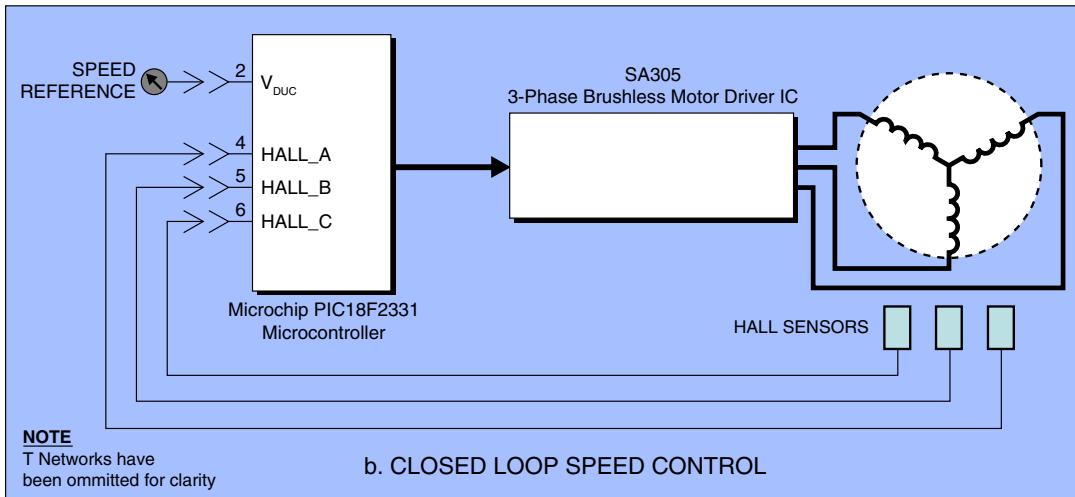 SPEED
REFERENCE
2
V_DUC
4
HALL_A
5
HALL_B
6
HALL_C
Microchip PIC18F2331
Microcontroller
SA305
3-Phase Brushless Motor Driver IC
HALL SENSORS
NOTE
T Networks have
been ommitted for clarity
b. CLOSED LOOP SPEED CONTROL